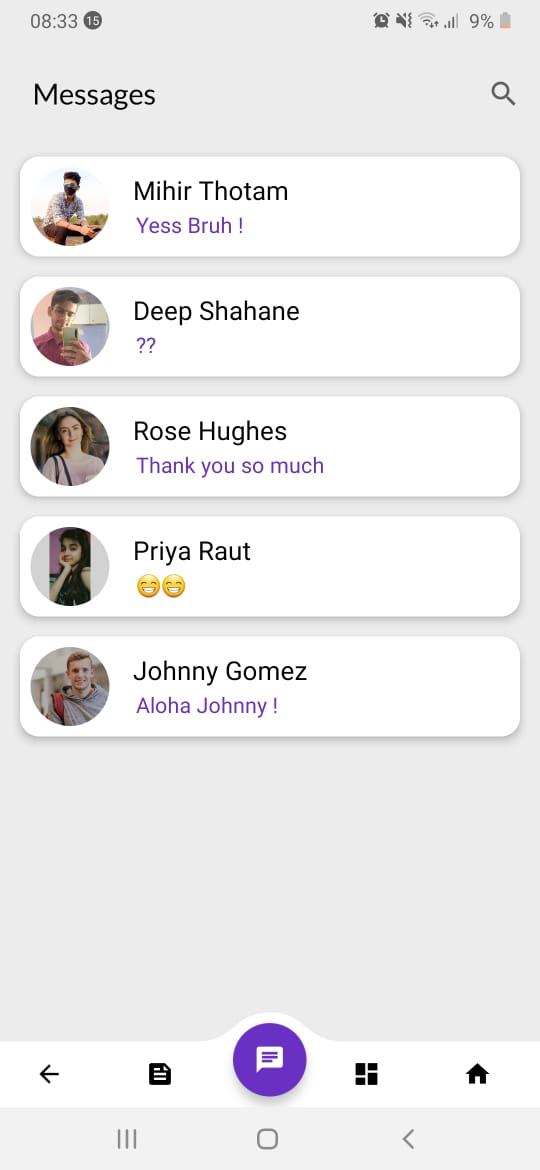 08:33 15 9%
Messages
Mihir Thotam
Yess Bruh !
Deep Shahane
??
Rose Hughes
Thank you so much
Priya Raut
😁😁
Johnny Gomez
Aloha Johnny !